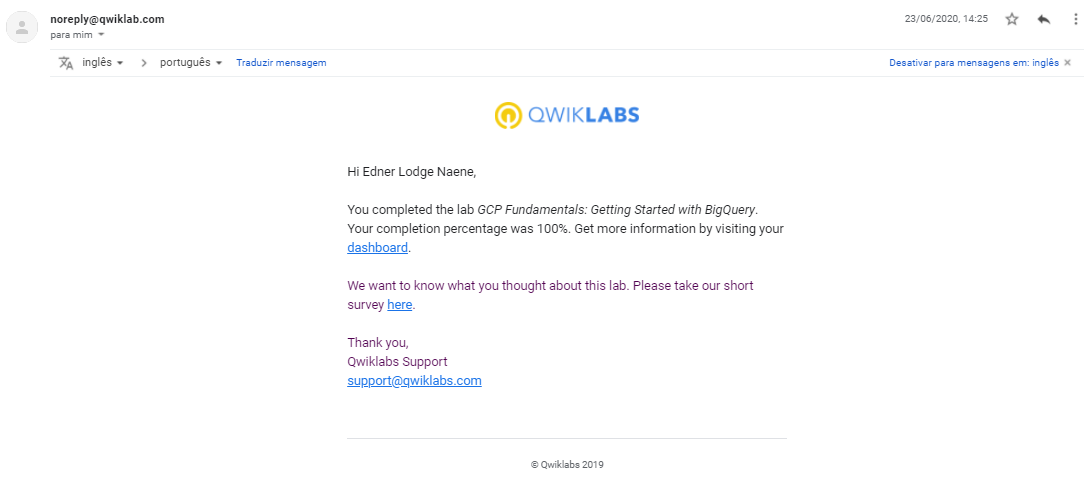 noreply@qwiklab.com
23/06/2020, 14:25
para mim
inglês
português
Traduzir mensagem
Desativar para mensagens em: inglês
QWIKLABS
Hi Edner Lodge Naene,
You completed the lab GCP Fundamentals: Getting Started with BigQuery.
Your completion percentage was 100%. Get more information by visiting your
dashboard.
We want to know what you thought about this lab. Please take our short
survey here.
Thank you,
Qwiklabs Support
support@qwiklabs.com
© Qwiklabs 2019